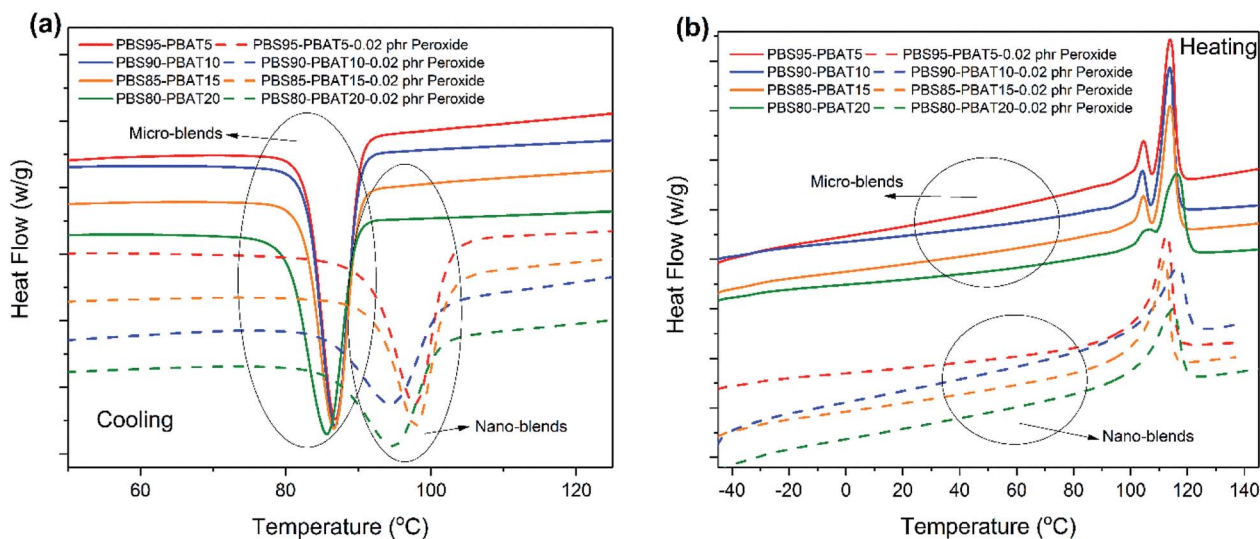 (a)
PBS95-PBAT5 PBS95-PBAT5-0.02 phr Peroxide
PBS90-PBAT10 PBS90-PBAT10-0.02 phr Peroxide
PBS85-PBAT15 PBS85-PBAT15-0.02 phr Peroxide
PBS80-PBAT20 PBS80-PBAT20-0.02 phr Peroxide
Micro-blends
Heat Flow (w/g)
Cooling
Nano-blends
60 80 100 120
Temperature (°C)
(b)
Heating
PBS95-PBAT5 PBS95-PBAT5-0.02 phr Peroxide
PBS90-PBAT10 PBS90-PBAT10-0.02 phr Peroxide
PBS85-PBAT15 PBS85-PBAT15-0.02 phr Peroxide
PBS80-PBAT20 PBS80-PBAT20-0.02 phr Peroxide
Micro-blends
Heat Flow (w/g)
Nano-blends
-40 -20 0 20 40 60 80 100 120 140
Temperature (°C)